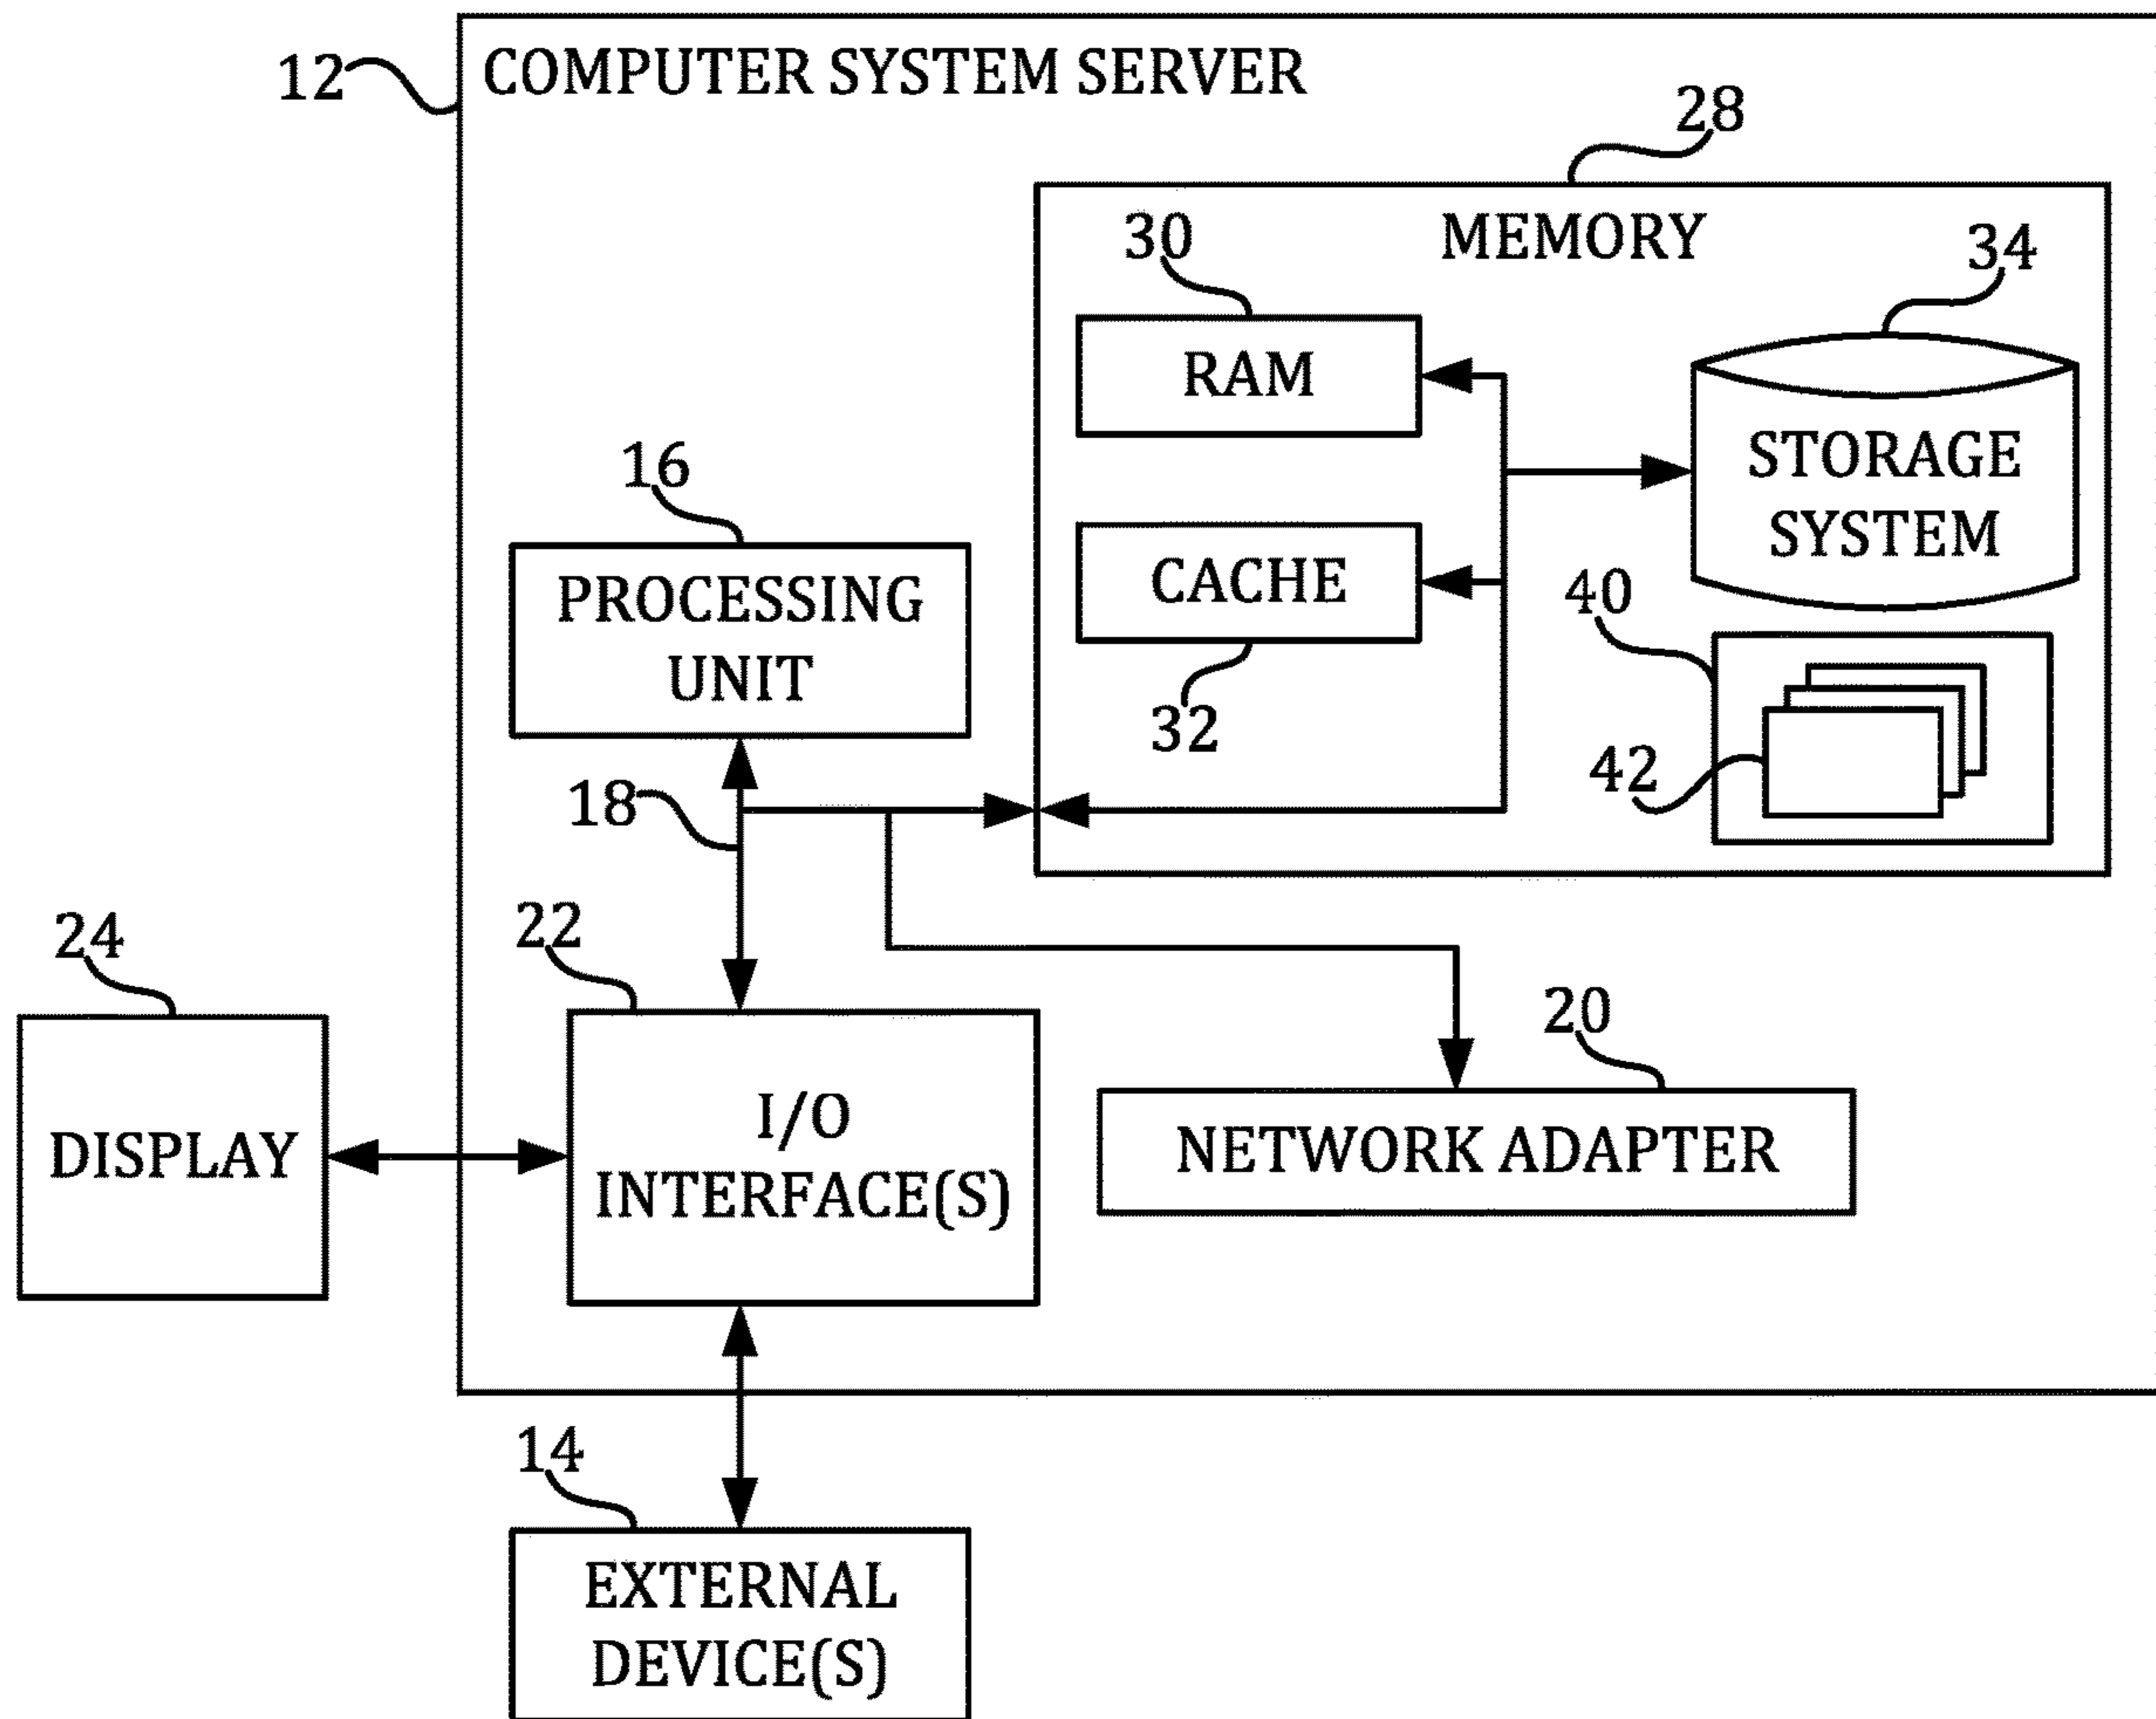 12
COMPUTER SYSTEM SERVER
28
MEMORY
30
34
RAM
STORAGE
SYSTEM
16
PROCESSING
UNIT
CACHE
32
40
42
18
22
24
DISPLAY
I/O
INTERFACE(S)
20
NETWORK ADAPTER
14
EXTERNAL
DEVICE(S)